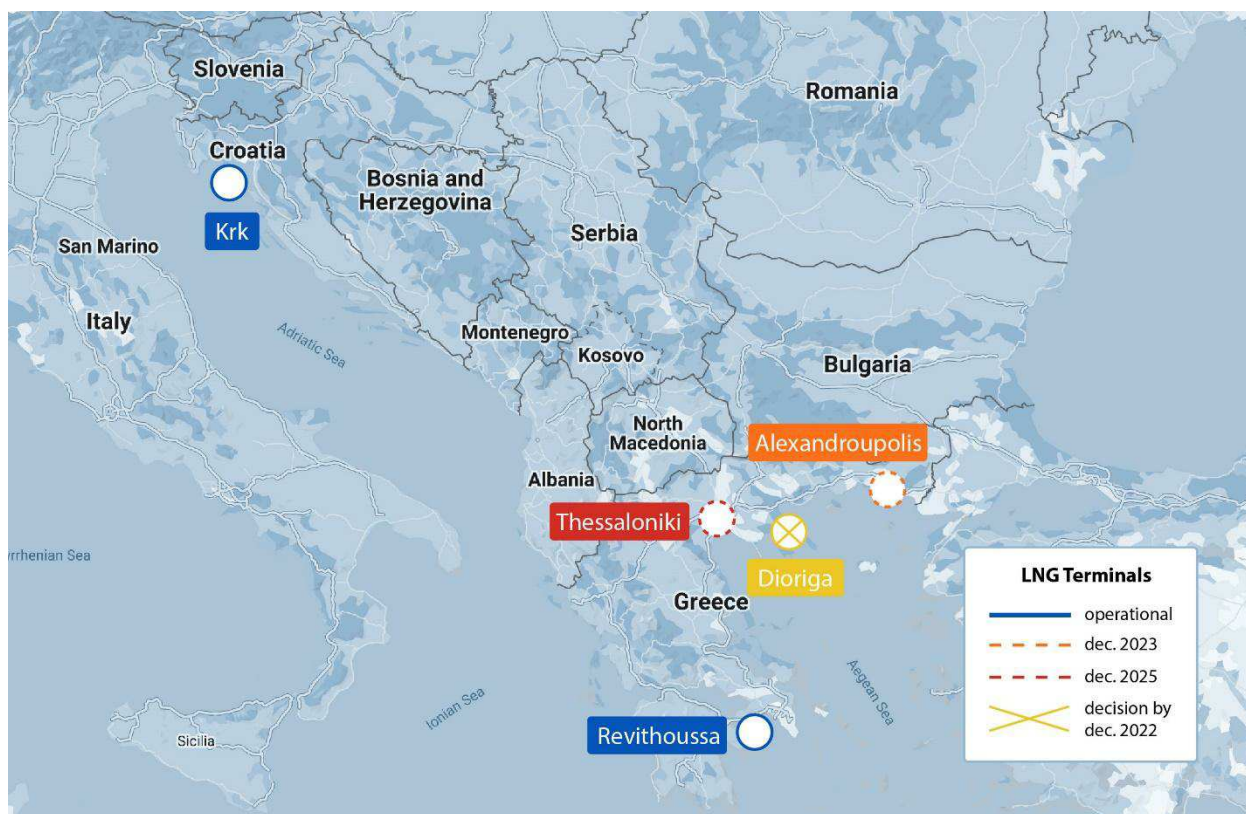 Slovenia
Romania
Croatia
Bosnia and
Herzegovina
Krk
Serbia
San Marino
Italy
Adriatic Sea
Montenegro
Kosovo
Bulgaria
North
Macedonia
Alexandroupolis
Albania
Thessaloniki
yrrhenian Sea
Dioriga
Greece
LNG Terminals
operational
dec. 2023
dec. 2025
decision by
dec. 2022
Aegean Sea
Ionian Sea
Revithoussa
Sicilia